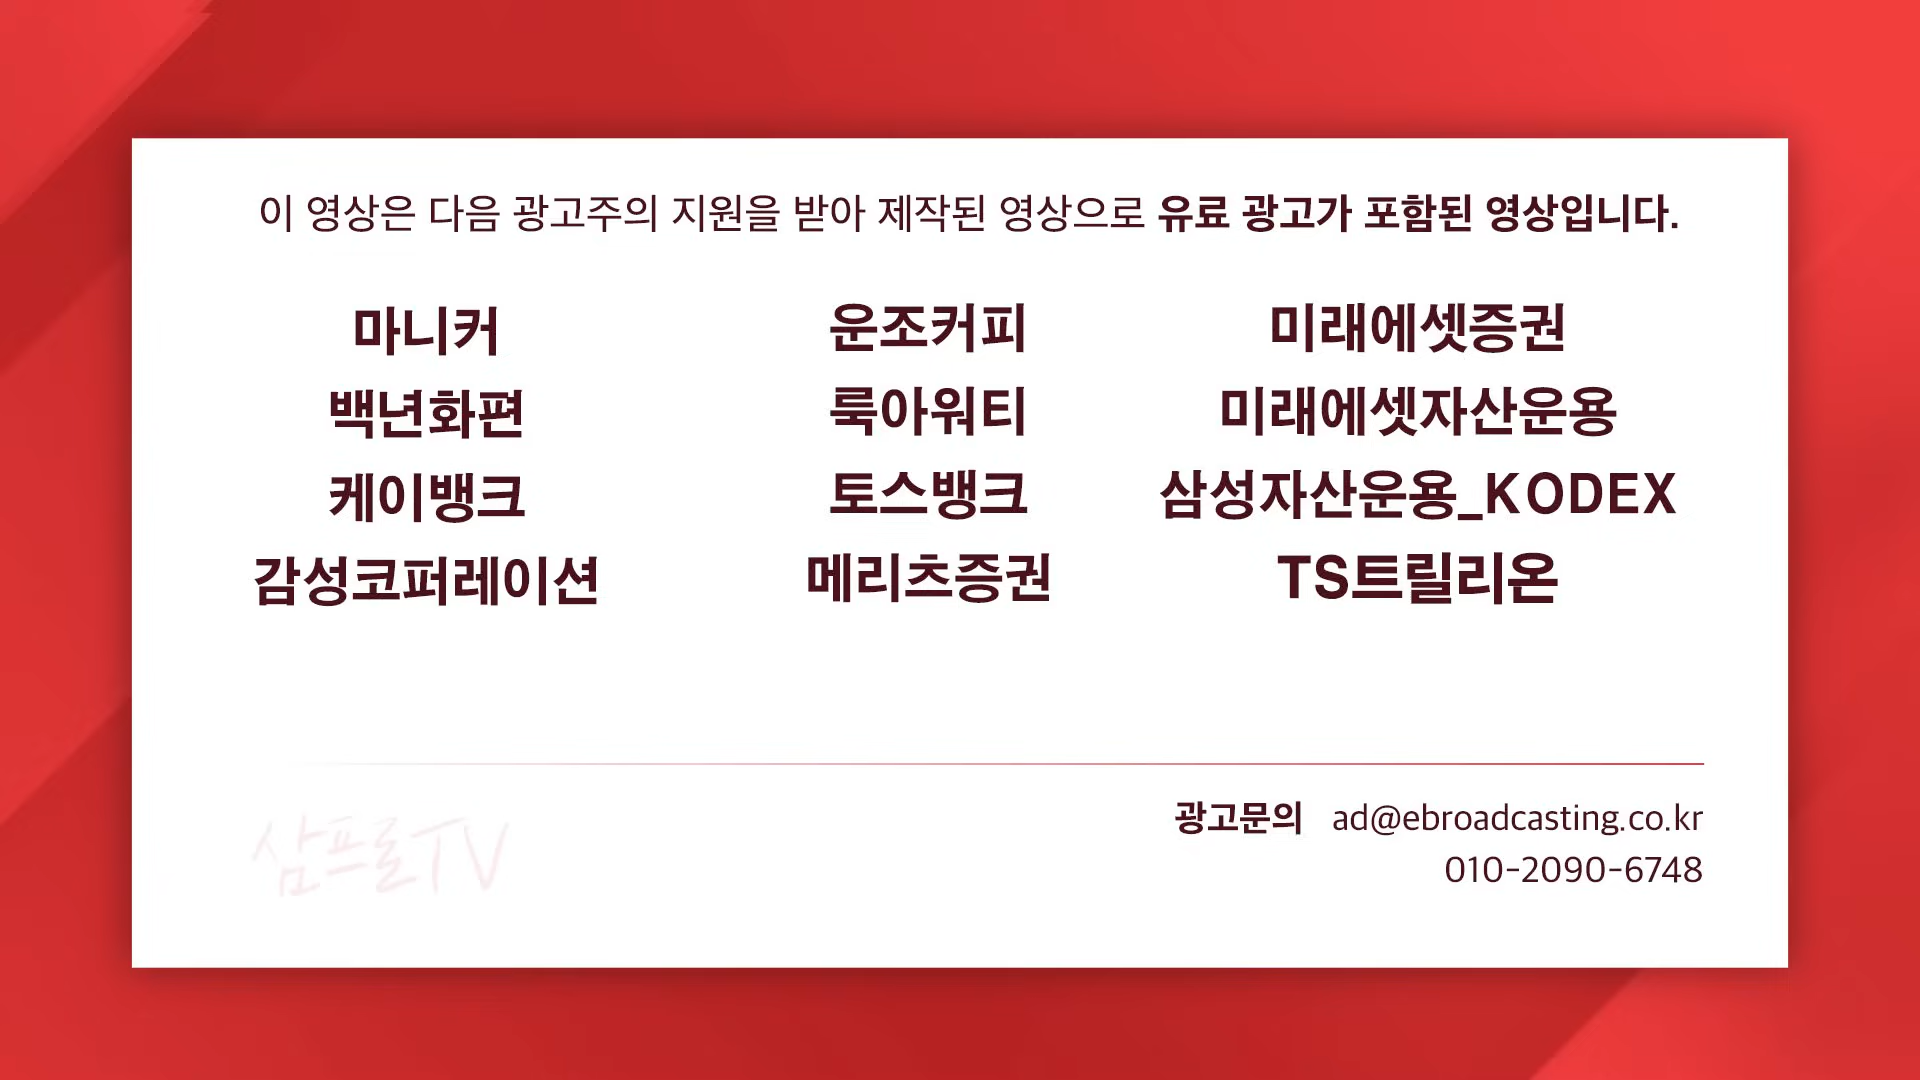 이 영상은 다음 광고주의 지원을 받아 제작된 영상으로 유료 광고가 포함된 영상입니다.
마니커 운조커피 미래에셋증권
백년화편 룩아워티 미래에셋자산운용
케이뱅크 토스뱅크 삼성자산운용_KODEX
감성코퍼레이션 메리츠증권 TS트릴리온
광고문의 ad@ebroadcasting.co.kr
010-2090-6748
삼프로TV